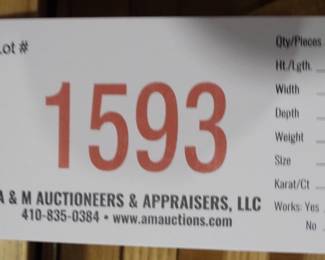 Lot #
1593
A & M AUCTIONEERS & APPRAISERS, LLC
410-835-0384 • www.amauctions.com
Qty/Pieces
Ht./Lgth.
Width
Depth
Weight
Size
Karat/Ct
Works: Yes
No